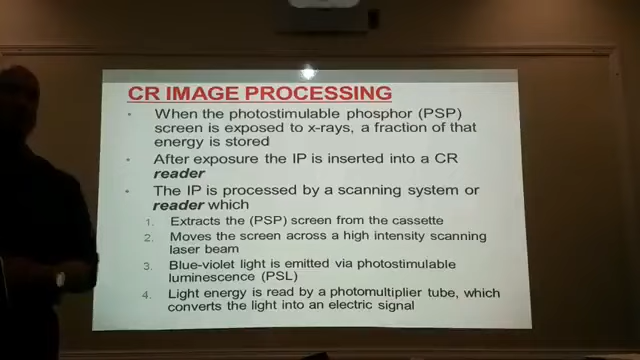 CR IMAGE PROCESSING
• When the photostimulable phosphor (PSP)
screen is exposed to x-rays, a fraction of that
energy is stored
• After exposure the IP is inserted into a CR
reader
• The IP is processed by a scanning system or
reader which
1. Extracts the (PSP) screen from the cassette
2. Moves the screen across a high intensity scanning
laser beam
3. Blue-violet light is emitted via photostimulable
luminescence (PSL)
4. Light energy is read by a photomultiplier tube, which
converts the light into an electric signal